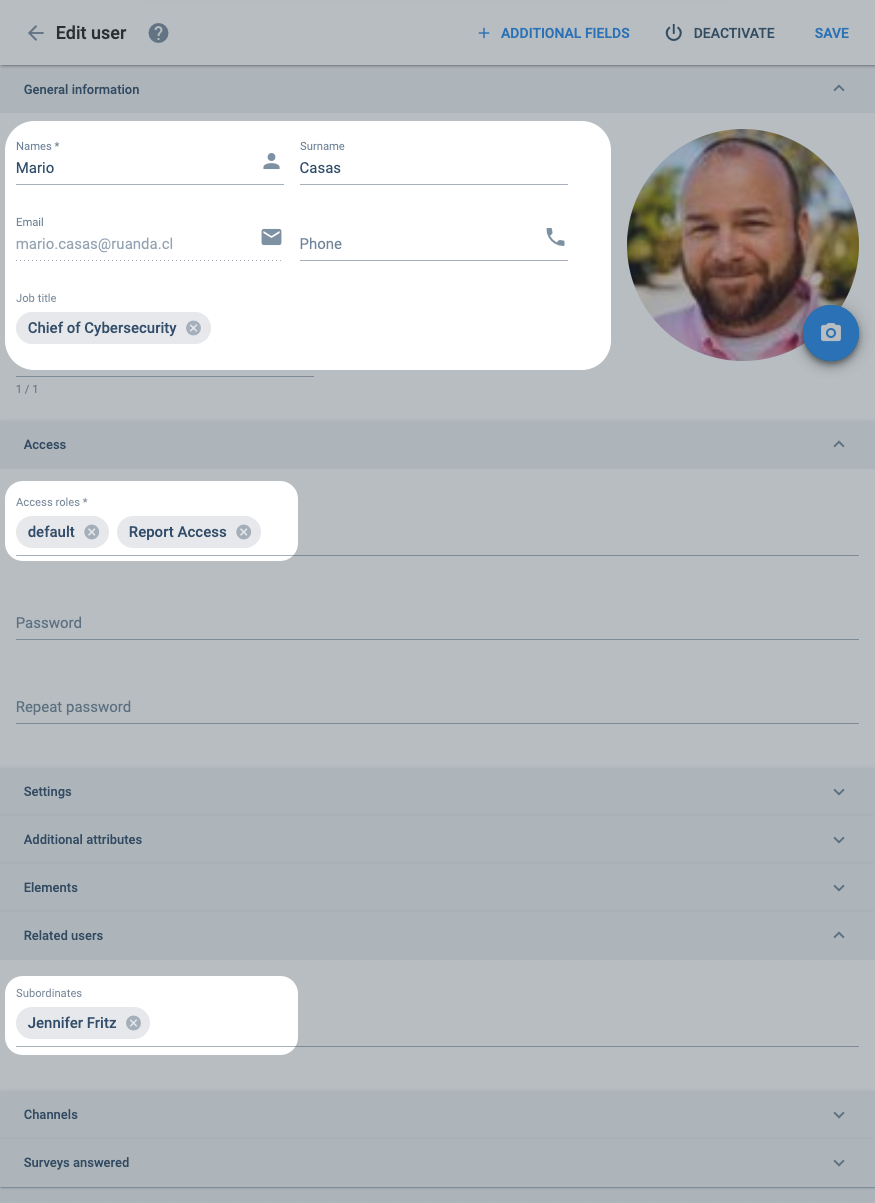 Edit user
ADDITIONAL FIELDS DEACTIVATE SAVE
General information
Names * Surname
Mario Casas
Email
mario.casas@ruanda.cl Phone
Job title
Chief of Cybersecurity
1 / 1
Access
Access roles *
default Report Access
Password
Repeat password
Settings
Additional attributes
Elements
Related users
Subordinates
Jennifer Fritz
Channels
Surveys answered